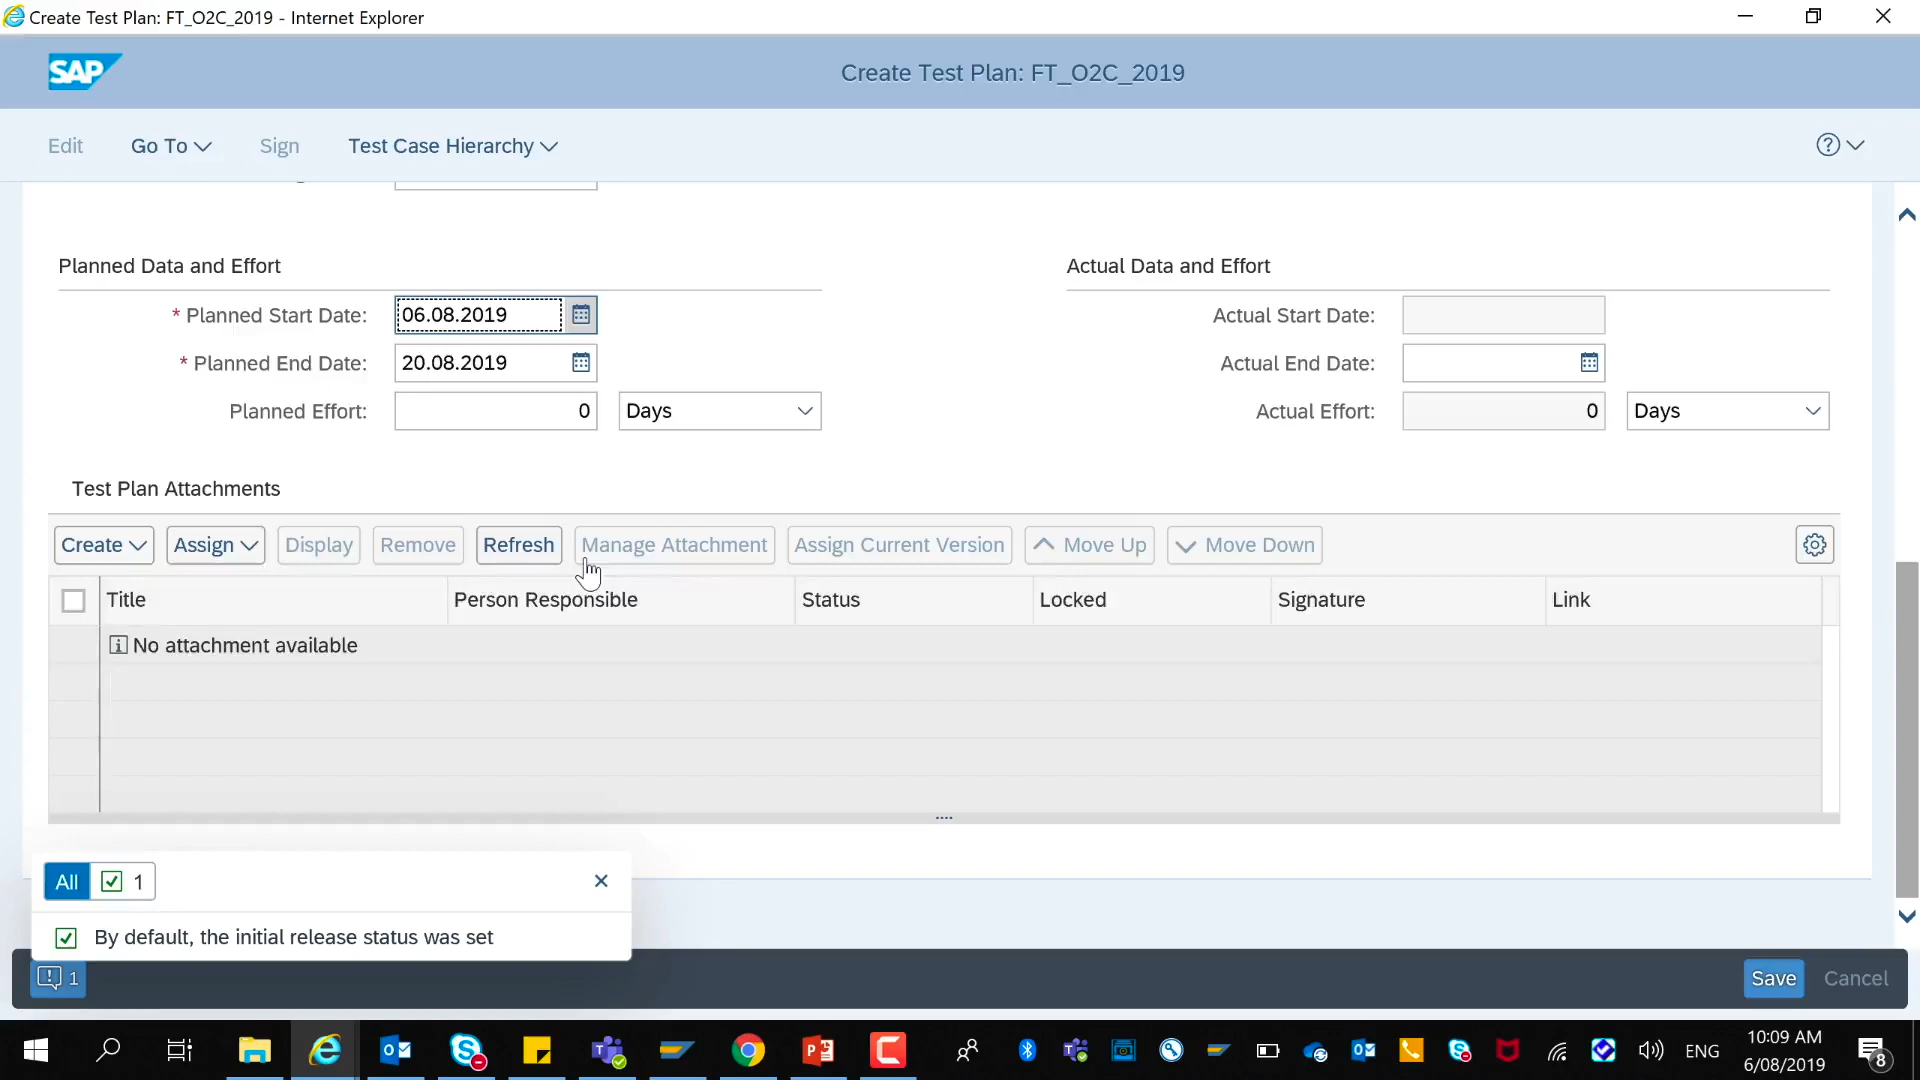 Create Test Plan: FT_O2C_2019 - Internet Explorer
SAP
Create Test Plan: FT_O2C_2019
Edit
Go To
Sign
Test Case Hierarchy
Planned Data and Effort
* Planned Start Date: 06.08.2019
* Planned End Date: 20.08.2019
Planned Effort: 0 Days
Actual Data and Effort
Actual Start Date:
Actual End Date:
Actual Effort: 0 Days
Test Plan Attachments
Create Assign Display Remove Refresh Manage Attachment Assign Current Version Move Up Move Down
Title Person Responsible Status Locked Signature Link
No attachment available
All 1
By default, the initial release status was set
1
Save Cancel
ENG
10:09 AM
6/08/2019
8